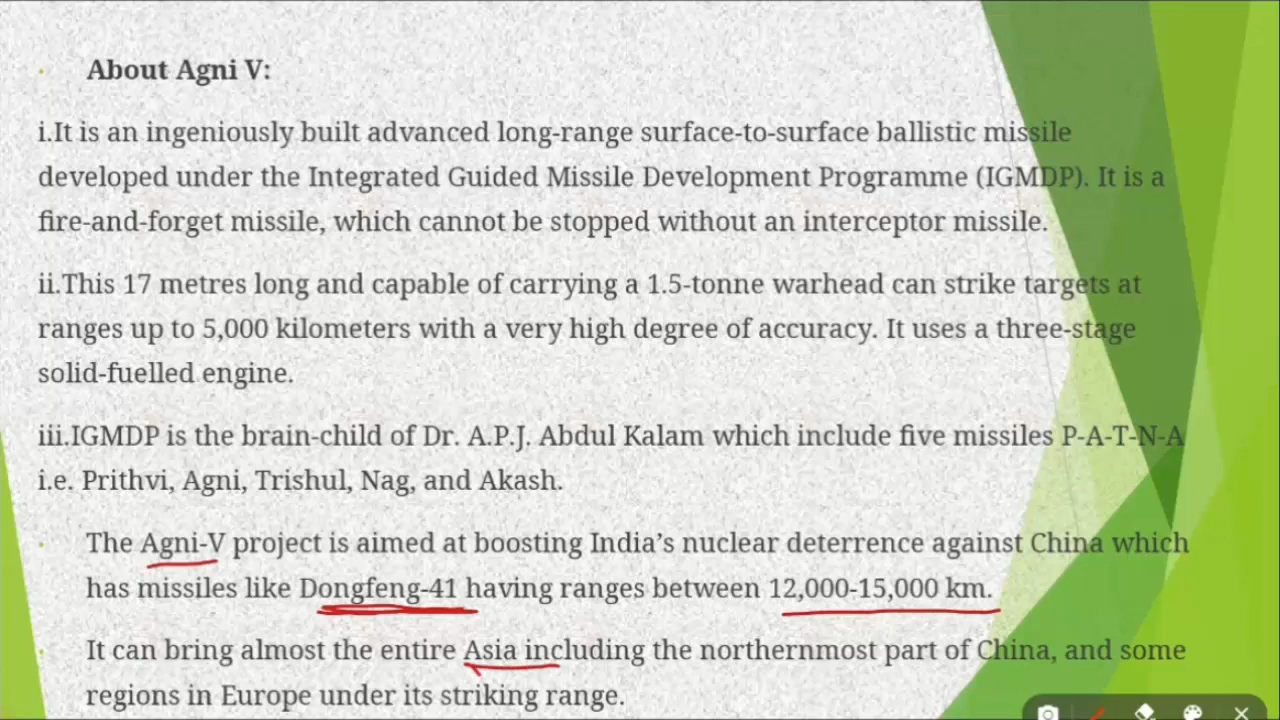 About Agni V:
i.It is an ingeniously built advanced long-range surface-to-surface ballistic missile
developed under the Integrated Guided Missile Development Programme (IGMDP). It is a
fire-and-forget missile, which cannot be stopped without an interceptor missile.
ii.This 17 metres long and capable of carrying a 1.5-tonne warhead can strike targets at
ranges up to 5,000 kilometers with a very high degree of accuracy. It uses a three-stage
solid-fuelled engine.
iii.IGMDP is the brain-child of Dr. A.P.J. Abdul Kalam which include five missiles P-A-T-N-A
i.e. Prithvi, Agni, Trishul, Nag, and Akash.
The Agni-V project is aimed at boosting India’s nuclear deterrence against China which
has missiles like Dongfeng-41 having ranges between 12,000-15,000 km.
It can bring almost the entire Asia including the northernmost part of China, and some
regions in Europe under its striking range.